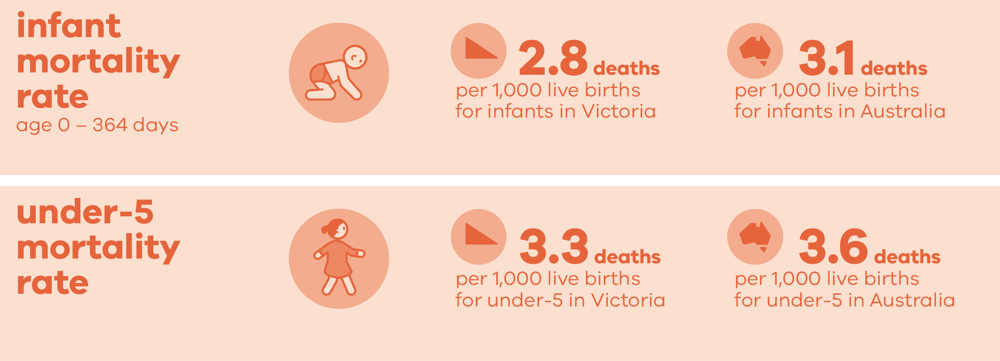 infant
mortality
rate
age 0 – 364 days
2.8 deaths
per 1,000 live births
for infants in Victoria
3.1 deaths
per 1,000 live births
for infants in Australia
under-5
mortality
rate
3.3 deaths
per 1,000 live births
for under-5 in Victoria
3.6 deaths
per 1,000 live births
for under-5 in Australia